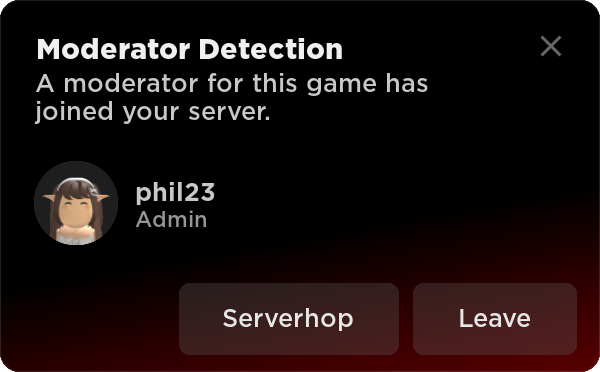 Moderator Detection
A moderator for this game has
joined your server.
phil23
Admin
Serverhop
Leave